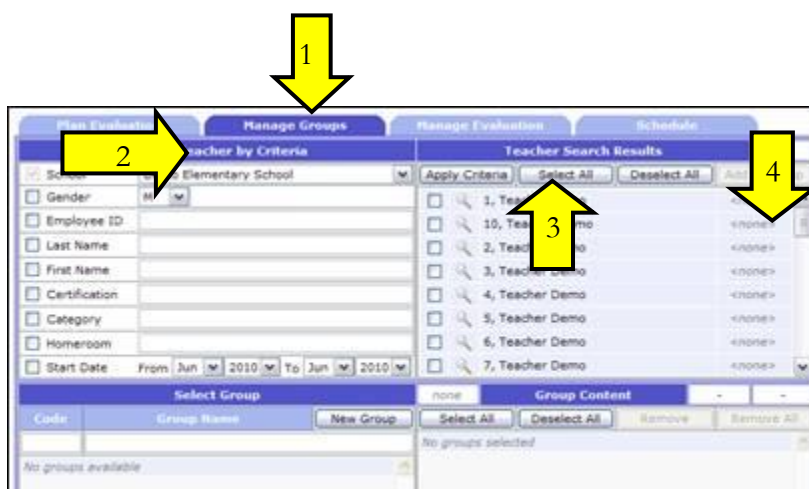 1
Manage Groups
Manage Evaluation
Schedule
2
by Criteria
Teacher Search Results
School
Elementary School
Apply Criteria
Select All
Deselect All
4
Gender
1,
<none>
3
Employee ID
10,
<none>
Last Name
2, Teacher
<none>
First Name
3, Teacher Demo
<none>
Certification
4, Teacher Demo
<none>
Category
5, Teacher Demo
<none>
Homeroom
6, Teacher Demo
<none>
Start Date
From Jun 2010 To Jun 2010
7, Teacher Demo
<none>
Select Group
none
Group Content
-
-
Code
Group Name
New Group
Select All
Deselect All
Remove
Remove All
No groups available
No groups selected